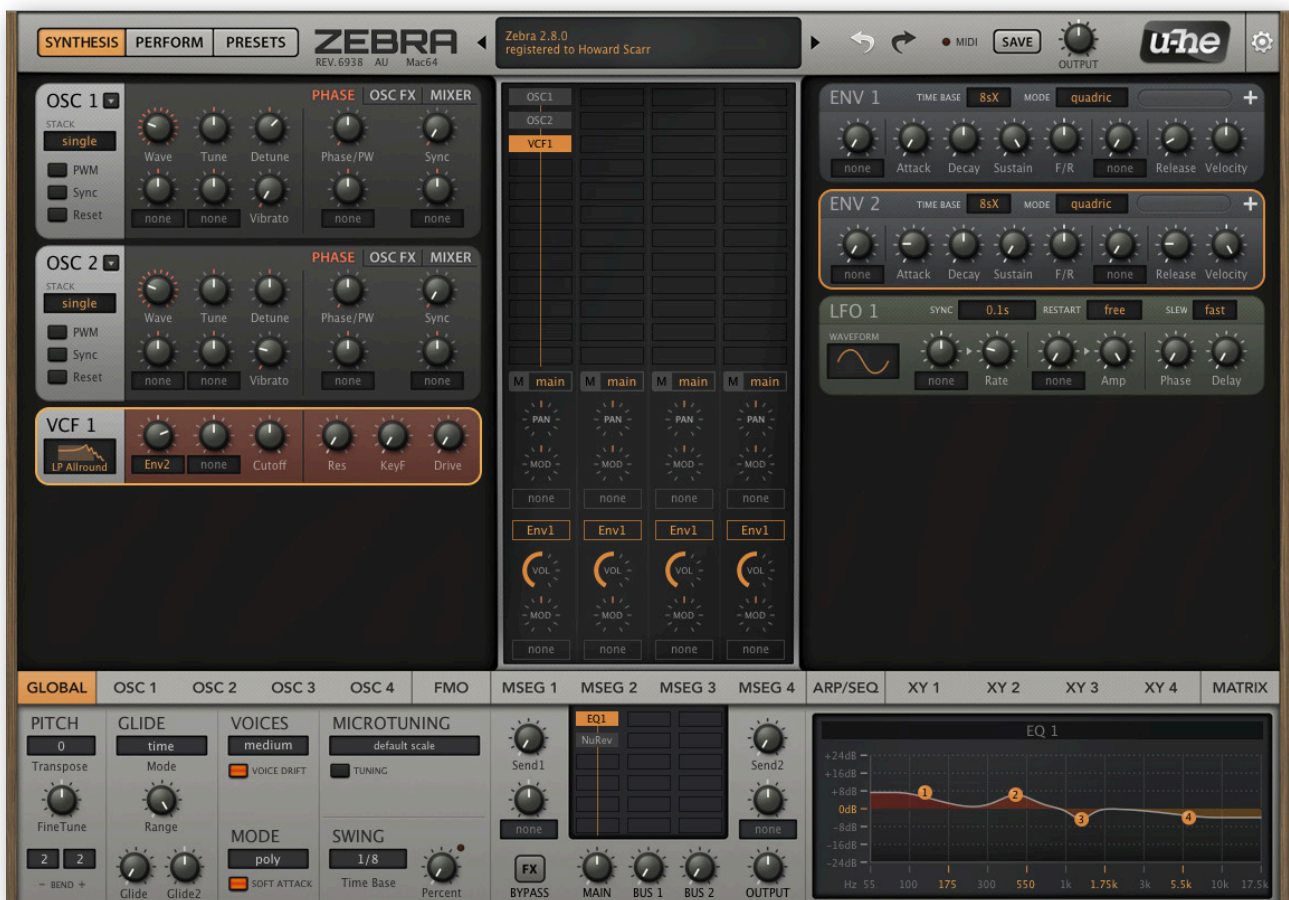 SYNTHESIS PERFORM PRESETS
ZEBRA
REV.6938 AU Mac64
Zebra 2.8.0
registered to Howard Scarr
MIDI
SAVE
OUTPUT
u-he
OSC 1
PHASE OSC FX MIXER
STACK
single
PWM
Sync
Reset
Wave Tune Detune Phase/PW Sync
none none Vibrato none none
OSC 2
PHASE OSC FX MIXER
STACK
single
PWM
Sync
Reset
Wave Tune Detune Phase/PW Sync
none none Vibrato none none
VCF 1
LP Allround
Env2 none Cutoff Res KeyF Drive
OSC1
OSC2
VCF1
M main M main M main M main
PAN PAN PAN PAN
MOD MOD MOD MOD
none none none none
Env1 Env1 Env1 Env1
VOL VOL VOL VOL
MOD MOD MOD MOD
none none none none
ENV 1 TIME BASE 8sX MODE quadric +
none Attack Decay Sustain F/R none Release Velocity
ENV 2 TIME BASE 8sX MODE quadric +
none Attack Decay Sustain F/R none Release Velocity
LFO 1 SYNC 0.1s RESTART free SLEW fast
WAVEFORM
none Rate none Amp Phase Delay
GLOBAL OSC 1 OSC 2 OSC 3 OSC 4 FMO MSEG 1 MSEG 2 MSEG 3 MSEG 4 ARP/SEQ XY 1 XY 2 XY 3 XY 4 MATRIX
PITCH
0
Transpose
FineTune
2 2
- BEND +
GLIDE
time
Mode
Range
Glide Glide2
VOICES
medium
VOICE DRIFT
MODE
poly
SOFT ATTACK
MICROTUNING
default scale
TUNING
SWING
1/8
Time Base
Percent
Send1
none
FX
BYPASS
EQ1
NuRev
MAIN BUS 1 BUS 2 OUTPUT
Send2
none
EQ 1
+24dB
+16dB
+8dB
0dB
-8dB
-16dB
-24dB
1 2 3 4
Hz 55 100 175 300 550 1k 1.75k 3k 5.5k 10k 17.5k